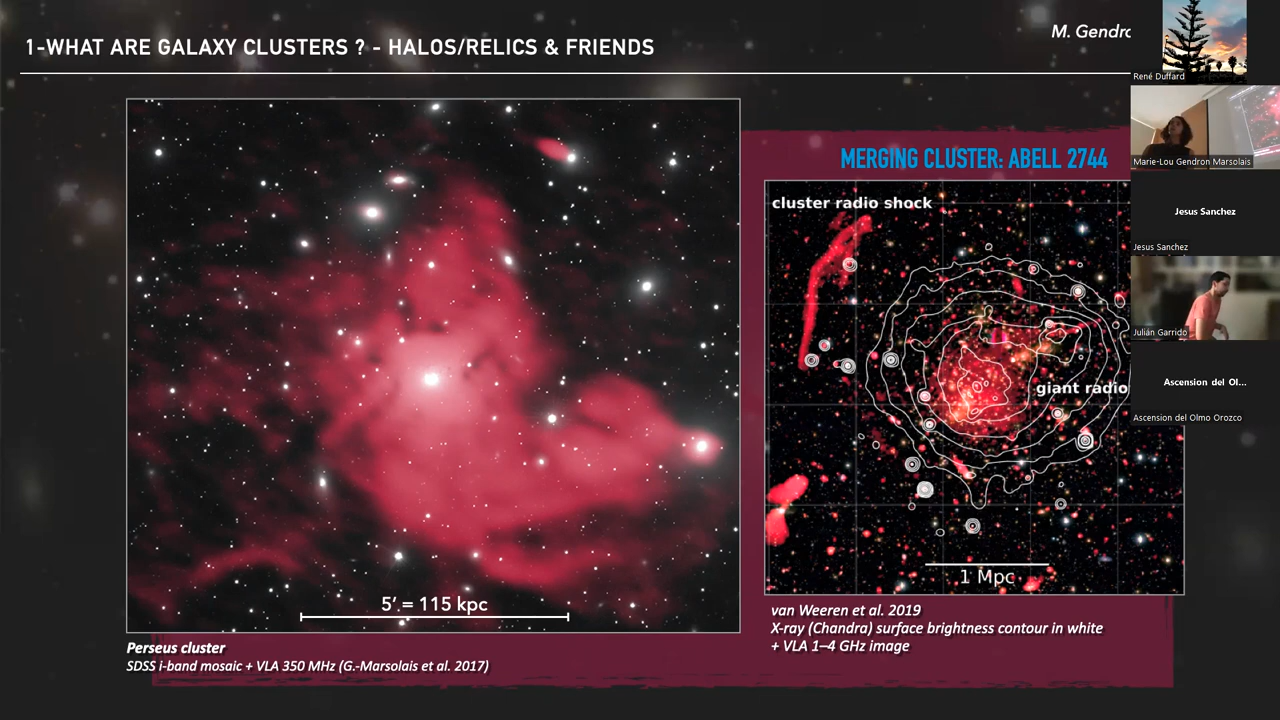 1-WHAT ARE GALAXY CLUSTERS ? - HALOS/RELICS & FRIENDS
M. Gendro
MERGING CLUSTER: ABELL 2744
cluster radio shock
giant radio
1 Mpc
5’ = 115 kpc
Perseus cluster
SDSS i-band mosaic + VLA 350 MHz (G.-Marsolais et al. 2017)
van Weeren et al. 2019
X-ray (Chandra) surface brightness contour in white
+ VLA 1–4 GHz image
René Duffard
Marie-Lou Gendron Marsolais
Jesus Sanchez
Jesus Sanchez
Julián Garrido
Ascension del Ol...
Ascension del Olmo Orozco